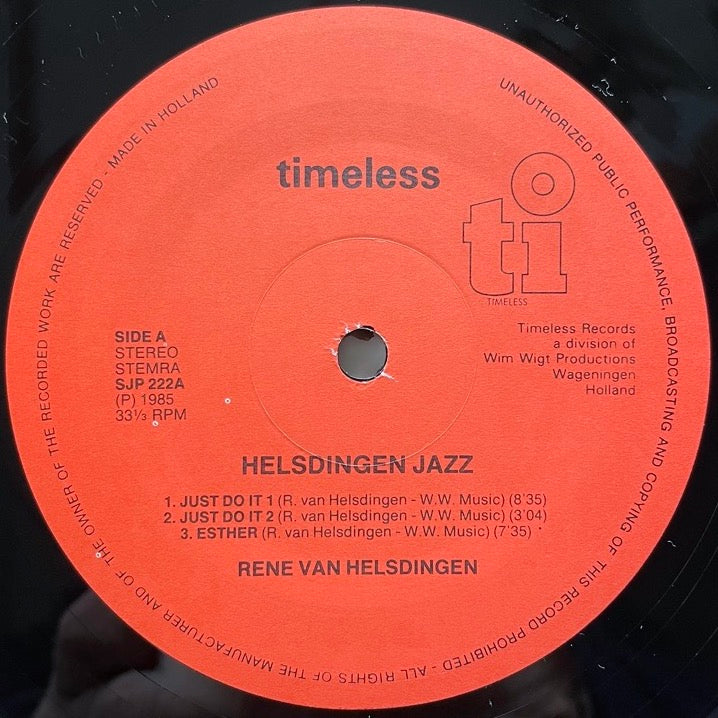 UNAUTHORIZED PUBLIC PERFORMANCE, BROADCASTING AND COPYING OF THIS RECORD PROHIBITED - ALL RIGHTS OF THE MANUFACTURER AND OF THE OWNER OF THE RECORDED WORK ARE RESERVED - MADE IN HOLLAND
timeless
ti
TIMELESS
SIDE A
STEREO
STEMRA
SJP 222A
(P) 1985
33⅓ RPM
Timeless Records
a division of
Wim Wigt Productions
Wageningen
Holland
HELSDINGEN JAZZ
1. JUST DO IT 1 (R. van Helsdingen - W.W. Music) (8'35)
2. JUST DO IT 2 (R. van Helsdingen - W.W. Music) (3'04)
3. ESTHER (R. van Helsdingen - W.W. Music) (7'35)
RENE VAN HELSDINGEN